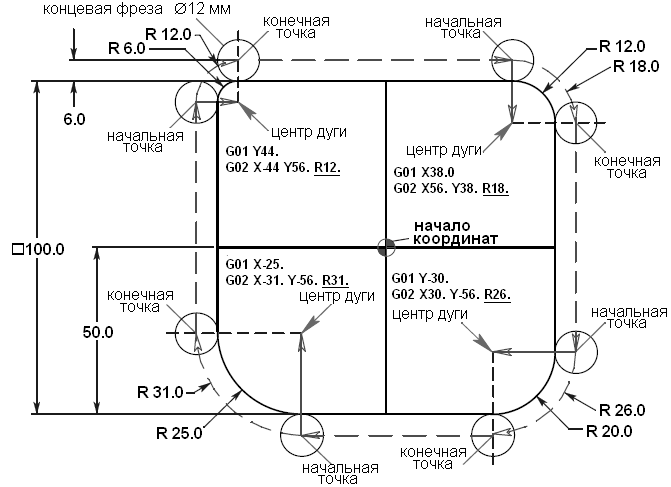 концевая фреза ∅12 мм
конечная
точка
начальная
точка
R 12.0
R 6.0
R 12.0
R 18.0
6.0
начальная
точка
центр дуги
центр дуги
конечная
точка
G01 Y44.
G02 X-44 Y56. R12.
G01 X38.0
G02 X56. Y38. R18.
начало
координат
□100.0
G01 X-25.
G02 X-31. Y-56. R31.
центр дуги
G01 Y-30.
G02 X30. Y-56. R26.
центр дуги
конечная
точка
начальная
точка
50.0
R 31.0
R 25.0
R 26.0
R 20.0
начальная
точка
конечная
точка